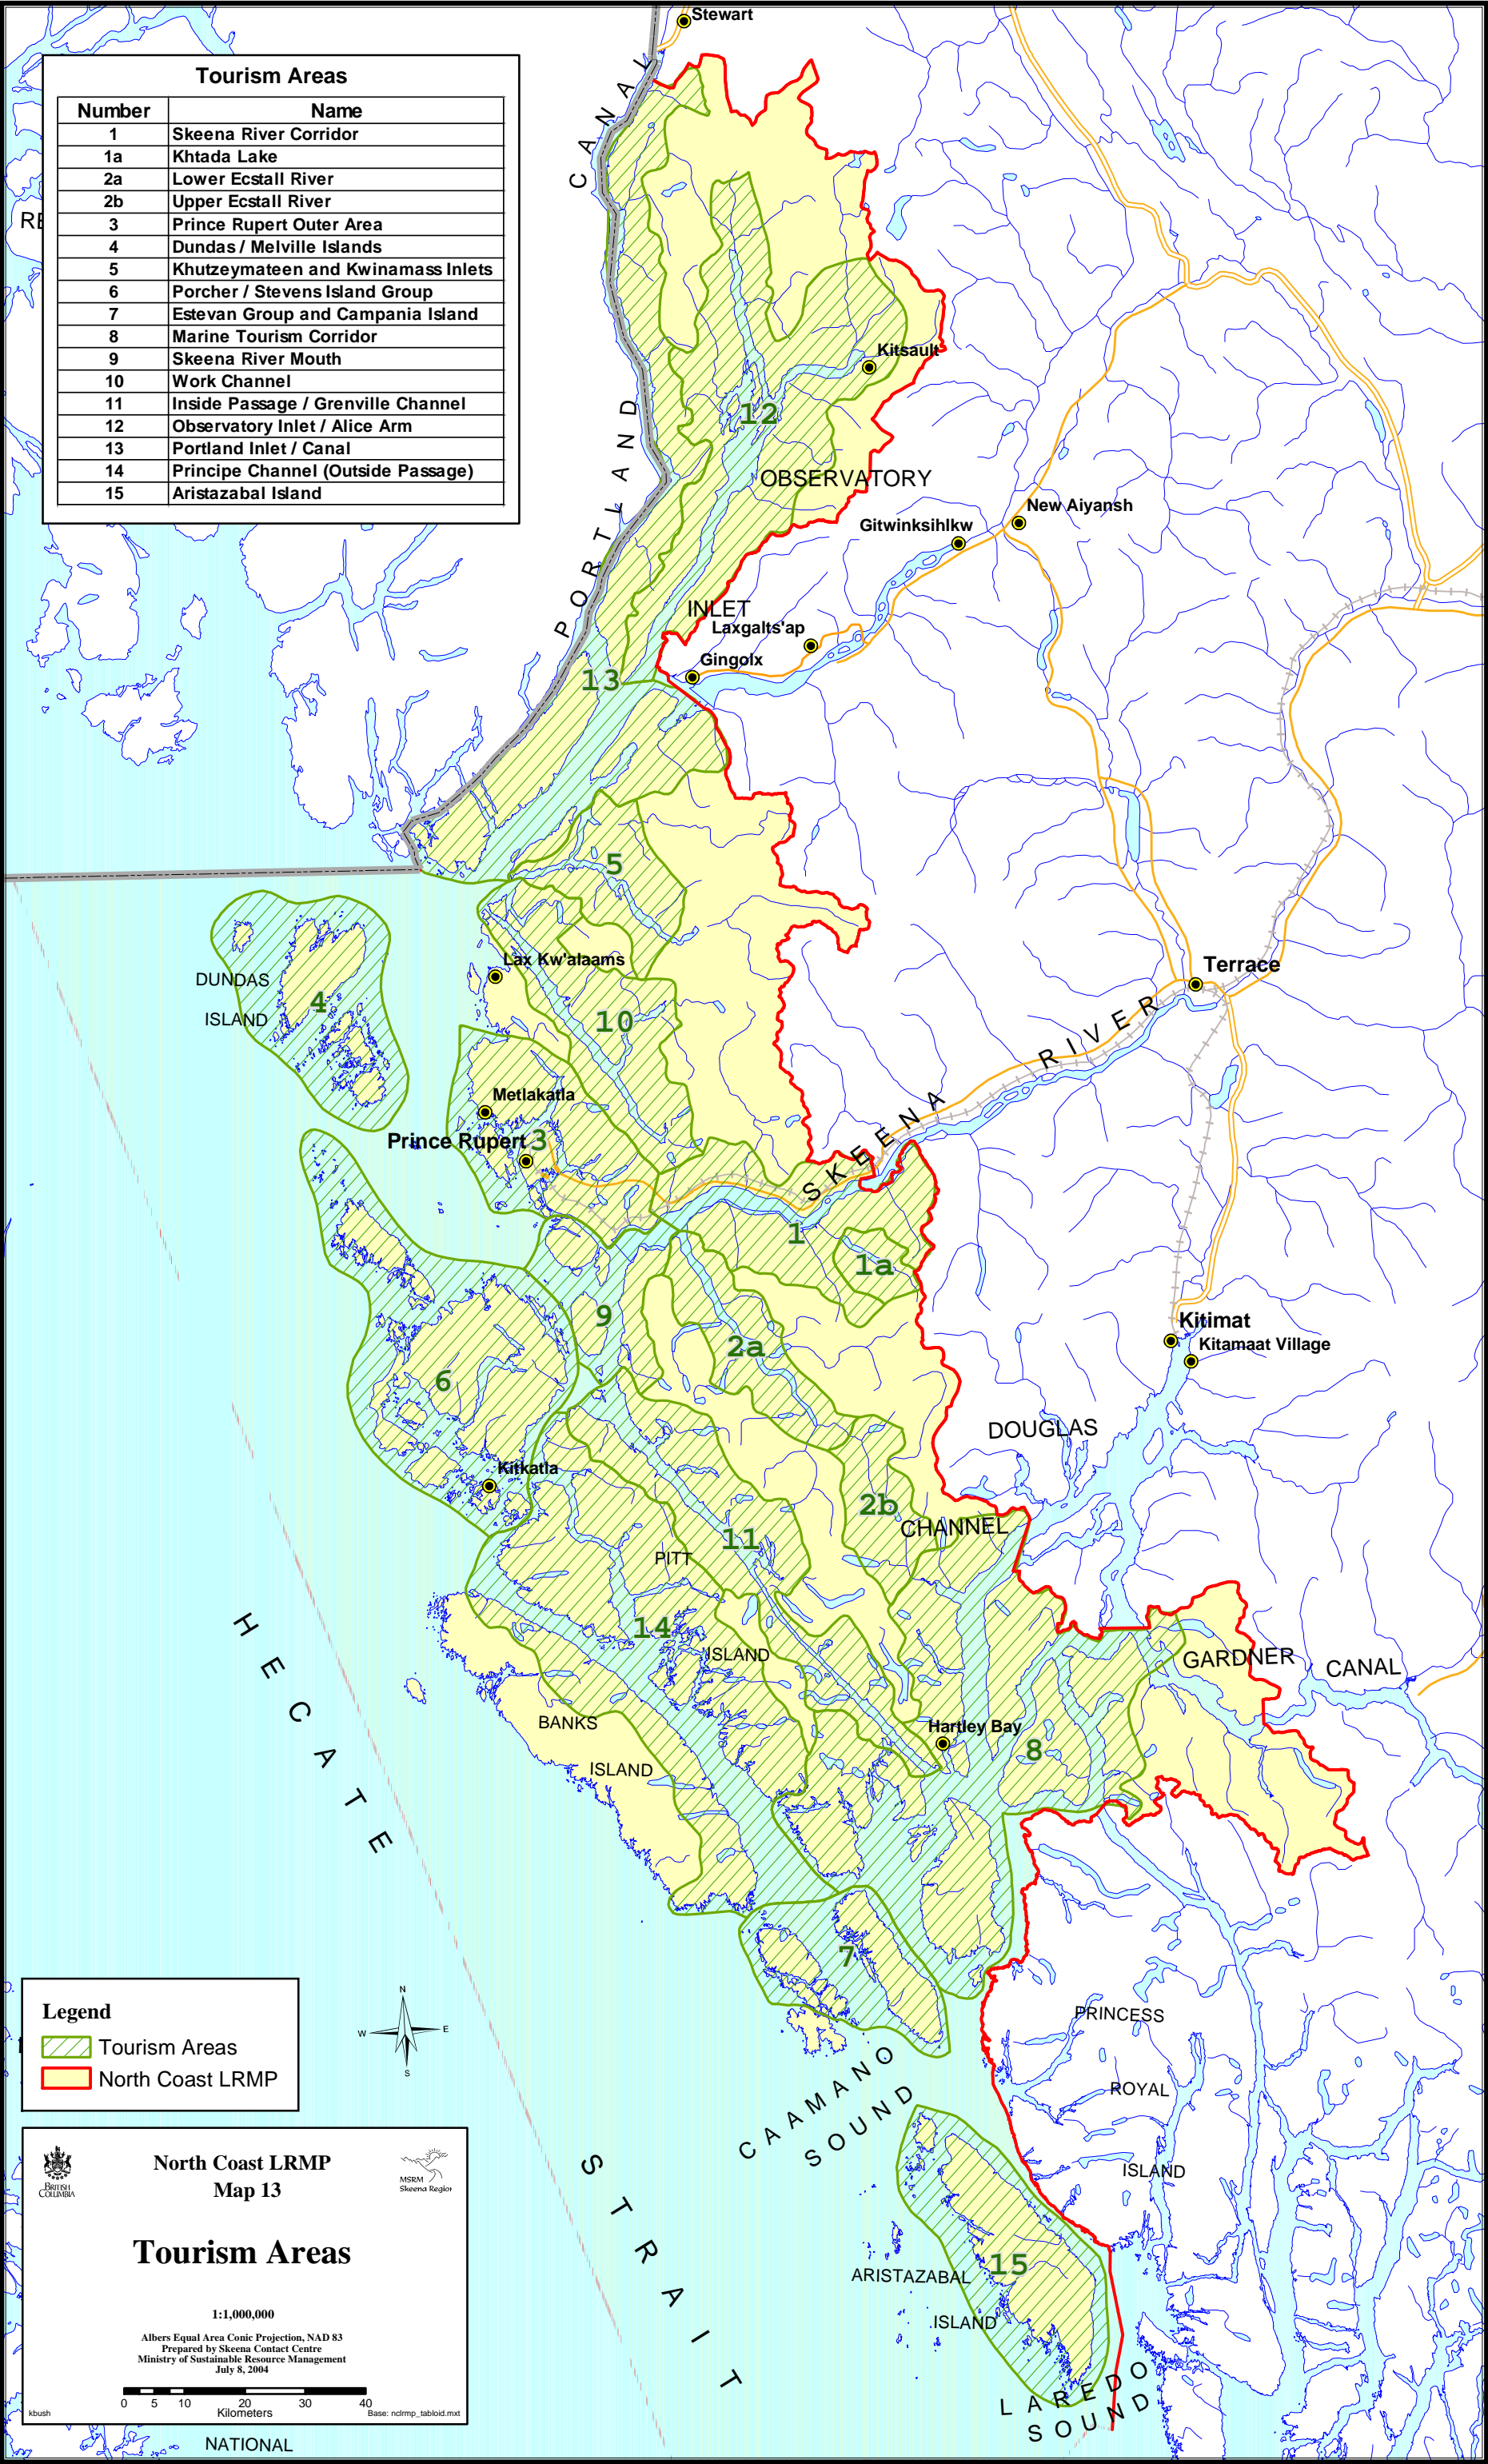 Stewart
Tourism Areas
Number Name
1 Skeena River Corridor
1a Khtada Lake
2a Lower Ecstall River
2b Upper Ecstall River
3 Prince Rupert Outer Area
4 Dundas / Melville Islands
5 Khutzeymateen and Kwinamass Inlets
6 Porcher / Stevens Island Group
7 Estevan Group and Campania Island
8 Marine Tourism Corridor
9 Skeena River Mouth
10 Work Channel
11 Inside Passage / Grenville Channel
12 Observatory Inlet / Alice Arm
13 Portland Inlet / Canal
14 Principe Channel (Outside Passage)
15 Aristazabal Island
PORTLAND CANAL
Kitsault
12
OBSERVATORY
INLET
New Aiyansh
Gitwinksihlkw
Laxgalts'ap
Gingolx
13
5
DUNDAS
ISLAND
4
Lax Kw'alaams
10
Terrace
SKEENA RIVER
Metlakatla
Prince Rupert
3
1
1a
9
2a
Kitimat
Kitamaat Village
6
DOUGLAS
CHANNEL
Kitkatla
2b
11
PITT
ISLAND
14
GARDNER CANAL
BANKS
ISLAND
Hartley Bay
8
HECATE
STRAIT
7
CAAMANO
SOUND
PRINCESS
ROYAL
ISLAND
15
ARISTAZABAL
ISLAND
LAREDO
SOUND
Legend
Tourism Areas
North Coast LRMP
N
W E
S
BRITISH
COLUMBIA
North Coast LRMP
Map 13
MSRM
Skeena Region
Tourism Areas
1:1,000,000
Albers Equal Area Conic Projection, NAD 83
Prepared by Skeena Contact Centre
Ministry of Sustainable Resource Management
July 8, 2004
0 5 10 20 30 40
Kilometers
kbush
Base: nclrmp_tabloid.mxt
NATIONAL